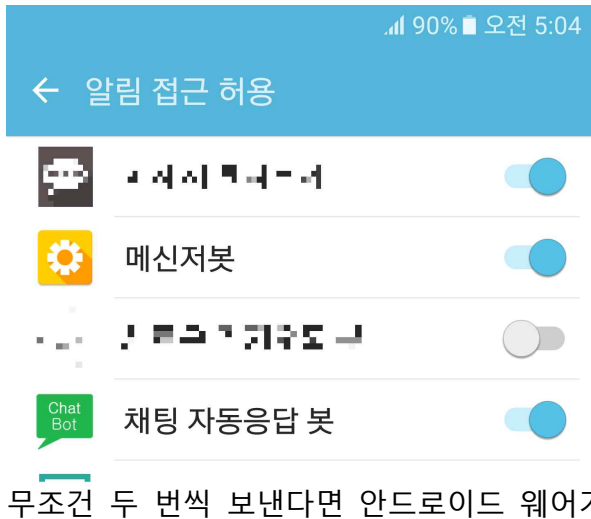 90% 오전 5:04
알림 접근 허용
메신저봇
Chat
Bot
채팅 자동응답 봇
무조건 두 번씩 보낸다면 안드로이드 웨어